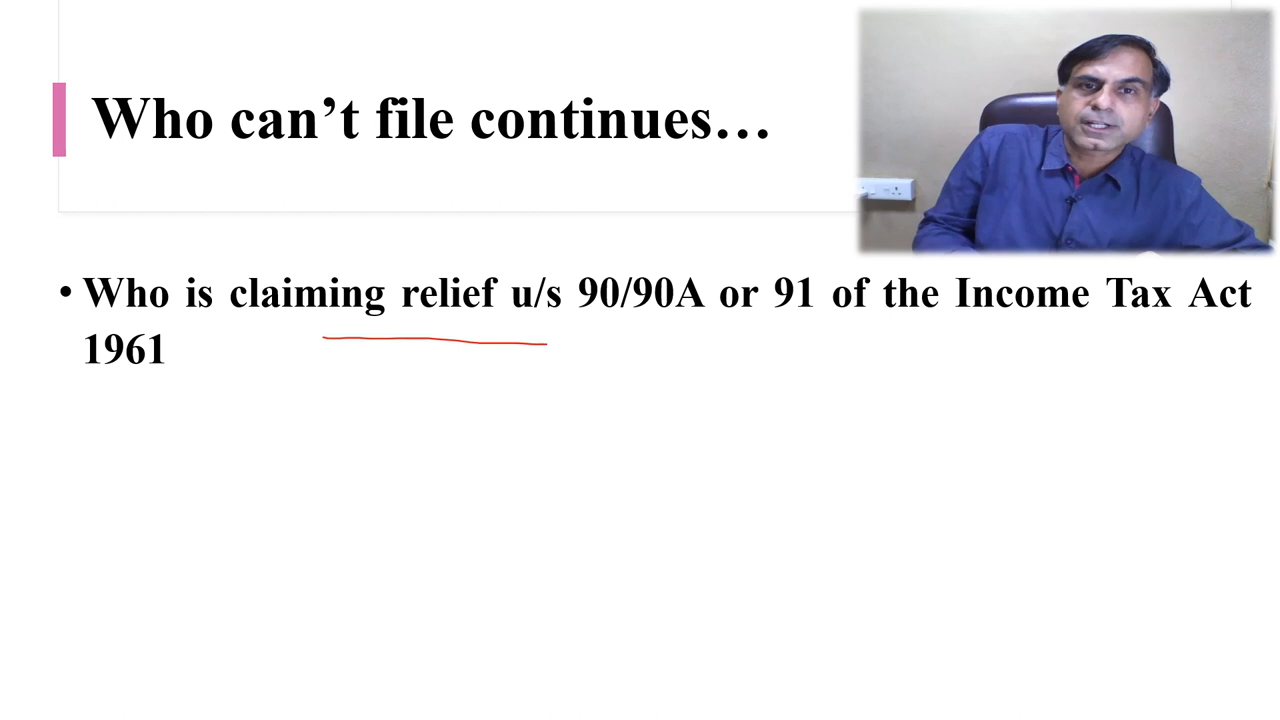 Who can’t file continues…
• Who is claiming relief u/s 90/90A or 91 of the Income Tax Act
1961